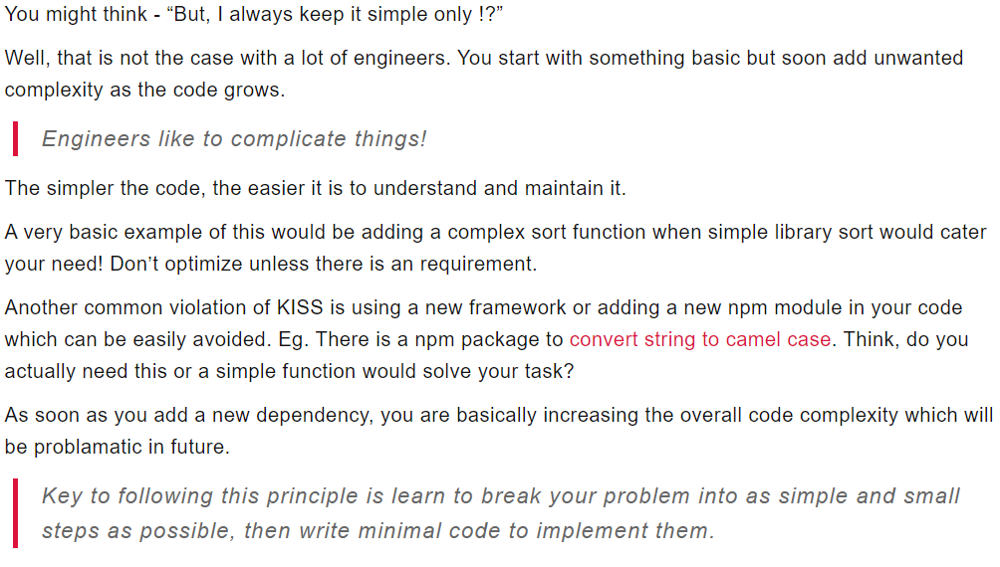 You might think - “But, I always keep it simple only !?”
Well, that is not the case with a lot of engineers. You start with something basic but soon add unwanted
complexity as the code grows.
Engineers like to complicate things!
The simpler the code, the easier it is to understand and maintain it.
A very basic example of this would be adding a complex sort function when simple library sort would cater
your need! Don’t optimize unless there is an requirement.
Another common violation of KISS is using a new framework or adding a new npm module in your code
which can be easily avoided. Eg. There is a npm package to convert string to camel case. Think, do you
actually need this or a simple function would solve your task?
As soon as you add a new dependency, you are basically increasing the overall code complexity which will
be problamatic in future.
Key to following this principle is learn to break your problem into as simple and small
steps as possible, then write minimal code to implement them.